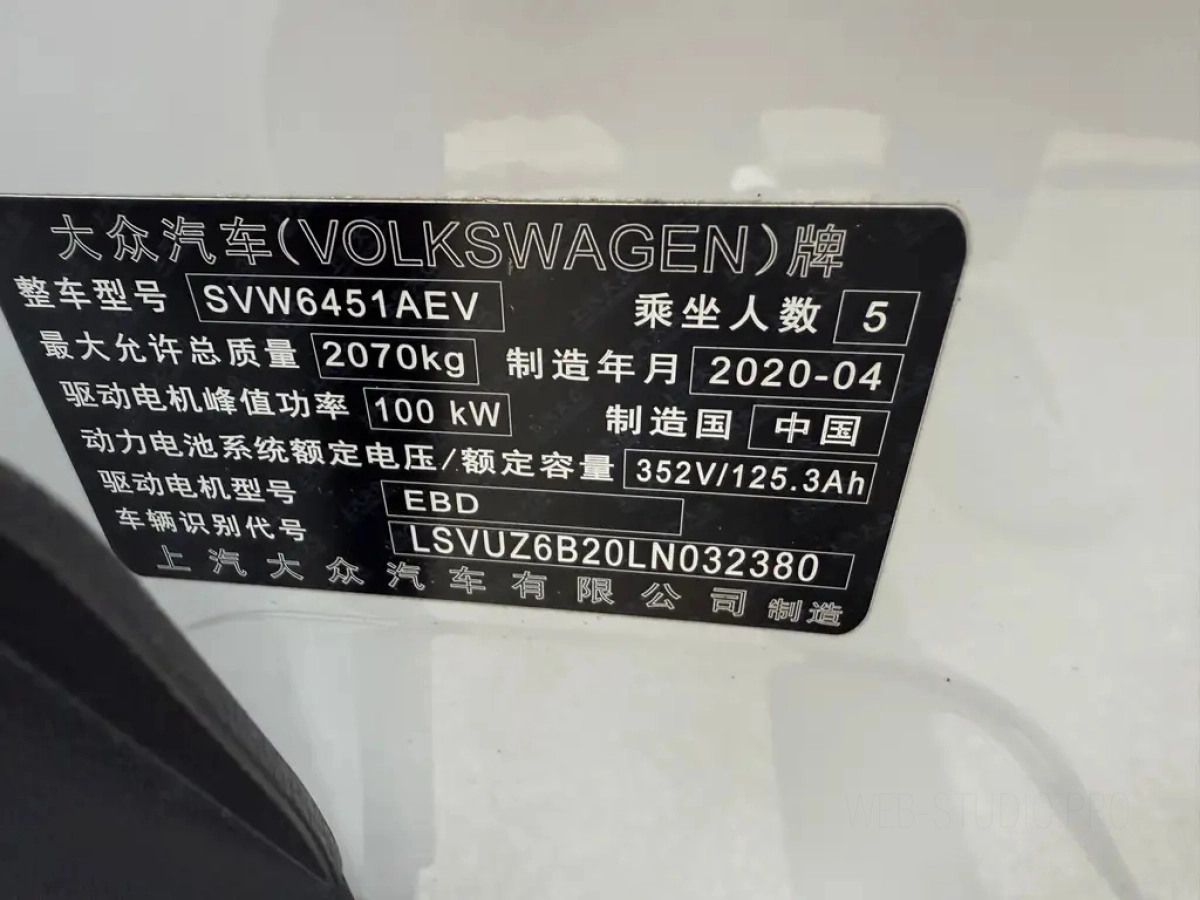 大众汽车(VOLKSWAGEN)牌
整车型号 SVW6451AEV 乘坐人数 5
最大允许总质量 2070kg 制造年月 2020-04
驱动电机峰值功率 100 kW 制造国 中国
动力电池系统额定电压/额定容量 352V/125.3Ah
驱动电机型号 EBD
车辆识别代号 LSVUZ6B20LN032380
上汽大众汽车有限公司 制造
WEB-STUDIO.PRO